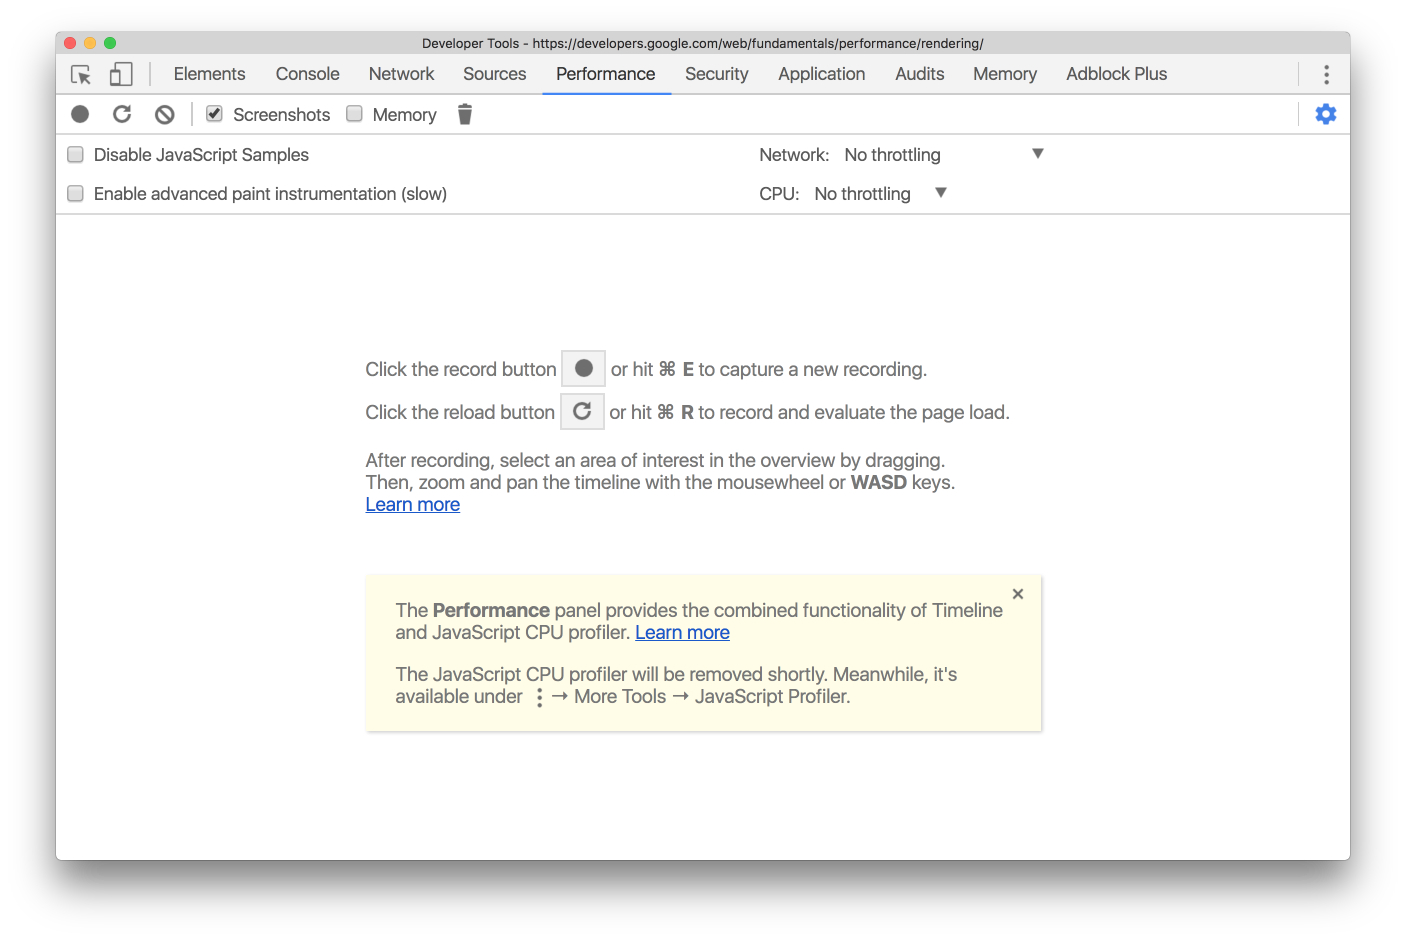 Developer Tools - https://developers.google.com/web/fundamentals/performance/rendering/
Elements Console Network Sources Performance Security Application Audits Memory Adblock Plus
Screenshots Memory
Disable JavaScript Samples Network: No throttling
Enable advanced paint instrumentation (slow) CPU: No throttling
Click the record button or hit ⌘ E to capture a new recording.
Click the reload button or hit ⌘ R to record and evaluate the page load.
After recording, select an area of interest in the overview by dragging.
Then, zoom and pan the timeline with the mousewheel or WASD keys.
Learn more
The Performance panel provides the combined functionality of Timeline
and JavaScript CPU profiler. Learn more
The JavaScript CPU profiler will be removed shortly. Meanwhile, it's
available under ⋮ → More Tools → JavaScript Profiler.